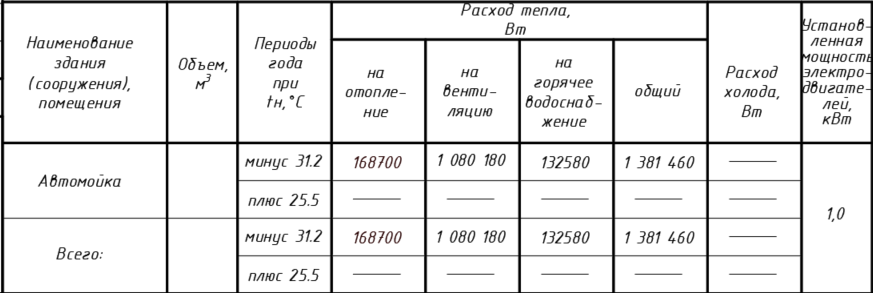 Наименование
здания
(сооружения),
помещения
Объем,
м³
Периоды
года
при
tн,°С
Расход тепла,
Вт
на
отопле-
ние
на
венти-
ляцию
на
горячее
водоснаб-
жение
общий
Расход
холода,
Вт
Установ-
ленная
мощность
электро-
двигате-
лей,
кВт
Автомойка
минус 31.2 168700 1 080 180 132580 1 381 460 ——
плюс 25.5 —— —— —— —— ——
1,0
Всего:
минус 31.2 168700 1 080 180 132580 1 381 460 ——
плюс 25.5 —— —— —— —— ——